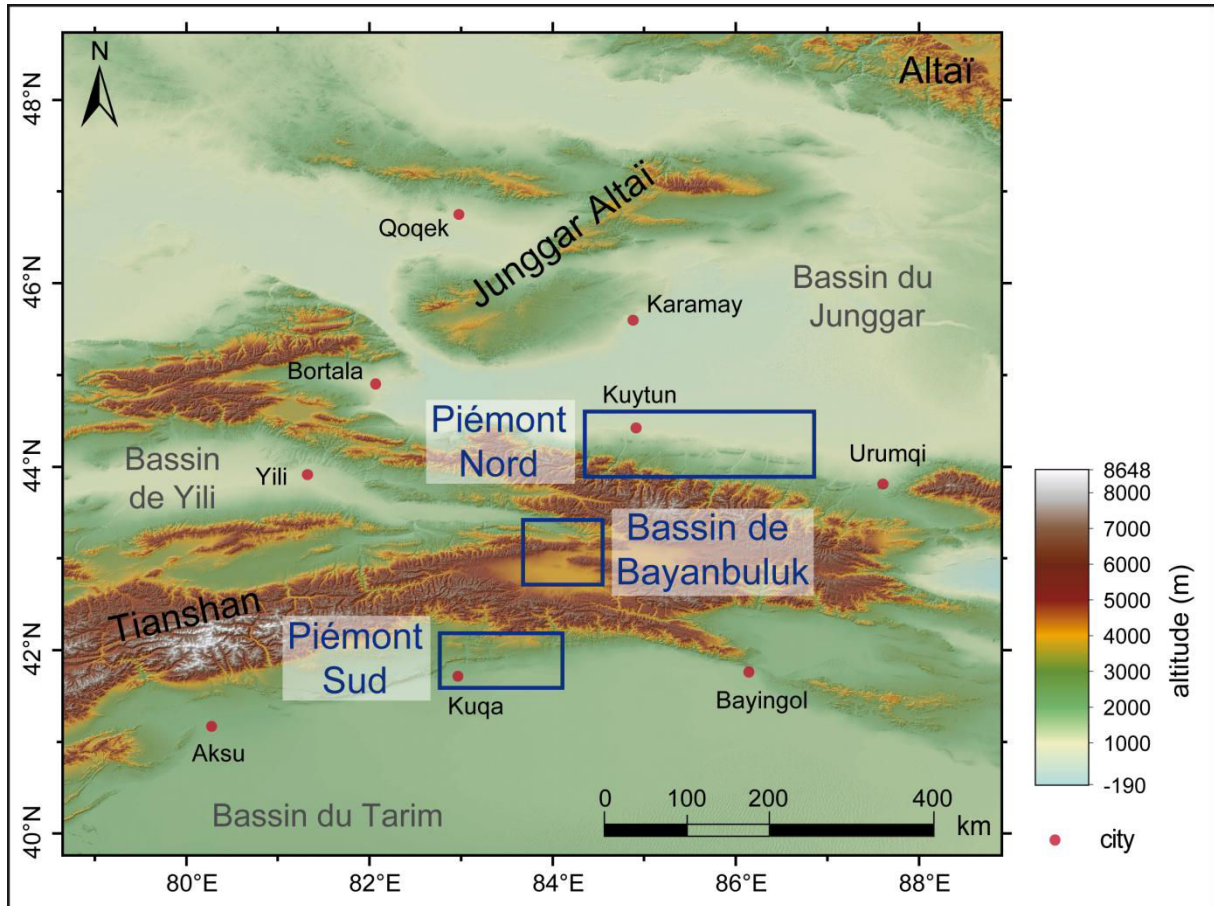 N
Altaï
48°N
Junggar Altaï
Qoqek
46°N
Bassin du
Junggar
Karamay
Bortala
Kuytun
Piémont
Nord
44°N
Bassin
de Yili
Yili
Urumqi
Bassin de
Bayanbuluk
Tianshan
42°N
Piémont
Sud
Kuqa
Bayingol
Aksu
Bassin du Tarim
40°N
0 100 200 400
km
80°E 82°E 84°E 86°E 88°E
8648
8000
7000
6000
5000
4000
3000
2000
1000
-190
altitude (m)
city